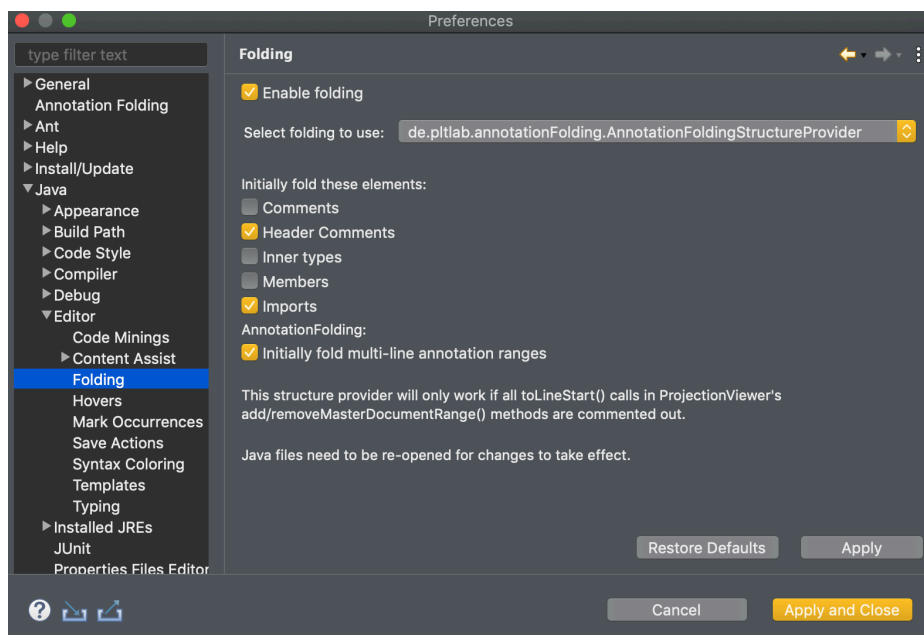 Preferences
type filter text
General
Annotation Folding
Ant
Help
Install/Update
Java
Appearance
Build Path
Code Style
Compiler
Debug
Editor
Code Minings
Content Assist
Folding
Hovers
Mark Occurrences
Save Actions
Syntax Coloring
Templates
Typing
Installed JREs
JUnit
Properties Files Editor
Folding
Enable folding
Select folding to use: de.pltlab.annotationFolding.AnnotationFoldingStructureProvider
Initially fold these elements:
Comments
Header Comments
Inner types
Members
Imports
AnnotationFolding:
Initially fold multi-line annotation ranges
This structure provider will only work if all toLineStart() calls in ProjectionViewer's
add/removeMasterDocumentRange() methods are commented out.
Java files need to be re-opened for changes to take effect.
Restore Defaults Apply
? Cancel Apply and Close